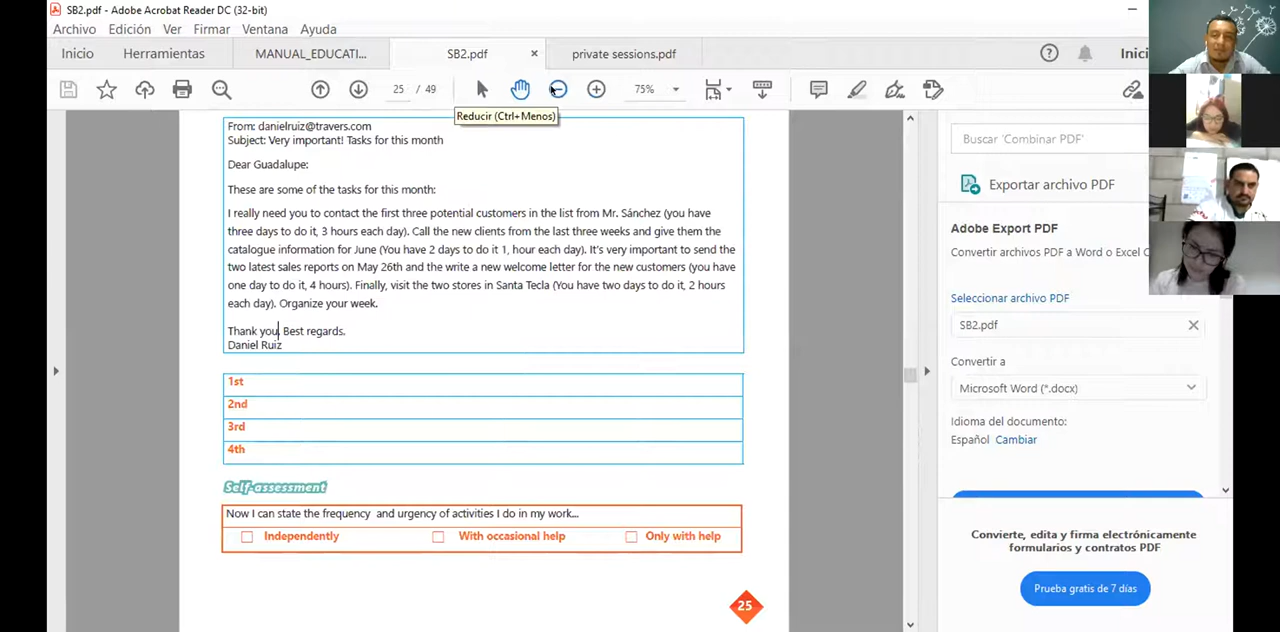 SB2.pdf - Adobe Acrobat Reader DC (32-bit)
Archivo Edición Ver Firmar Ventana Ayuda
Inicio Herramientas MANUAL_EDUCATI... SB2.pdf × private sessions.pdf Inici
25 / 49 75%
Reducir (Ctrl+Menos)
From: danielruiz@travers.com
Subject: Very important! Tasks for this month
Dear Guadalupe:
These are some of the tasks for this month:
I really need you to contact the first three potential customers in the list from Mr. Sánchez (you have
three days to do it, 3 hours each day). Call the new clients from the last three weeks and give them the
catalogue information for June (You have 2 days to do it 1, hour each day). It's very important to send the
two latest sales reports on May 26th and the write a new welcome letter for the new customers (you have
one day to do it, 4 hours). Finally, visit the two stores in Santa Tecla (You have two days to do it, 2 hours
each day). Organize your week.
Thank you. Best regards.
Daniel Ruiz
1st
2nd
3rd
4th
Self-assessment
Now I can state the frequency and urgency of activities I do in my work...
Independently With occasional help Only with help
25
Buscar 'Combinar PDF'
Exportar archivo PDF
Adobe Export PDF
Convertir archivos PDF a Word o Excel C
Seleccionar archivo PDF
SB2.pdf
Convertir a
Microsoft Word (*.docx)
Idioma del documento:
Español Cambiar
Convierte, edita y firma electrónicamente
formularios y contratos PDF
Prueba gratis de 7 días